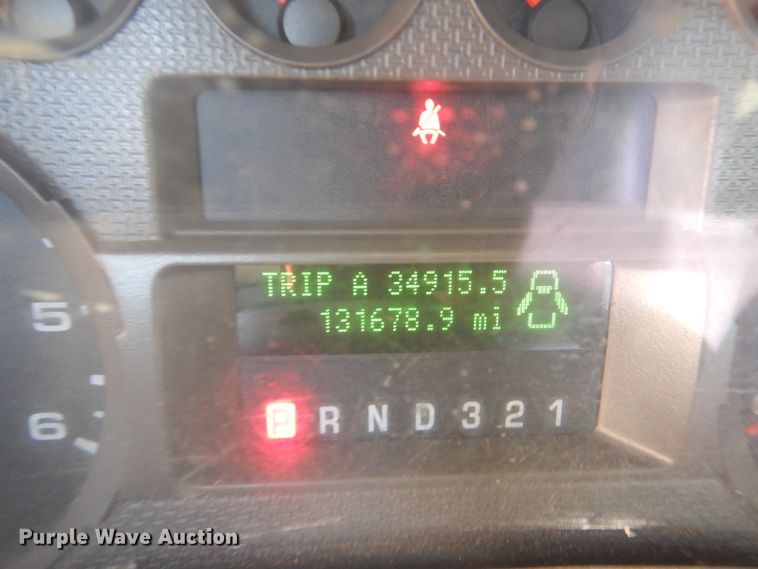 TRIP A 34915.5
131678.9 mi
5
P R N D 3 2 1
6
Purple Wave Auction